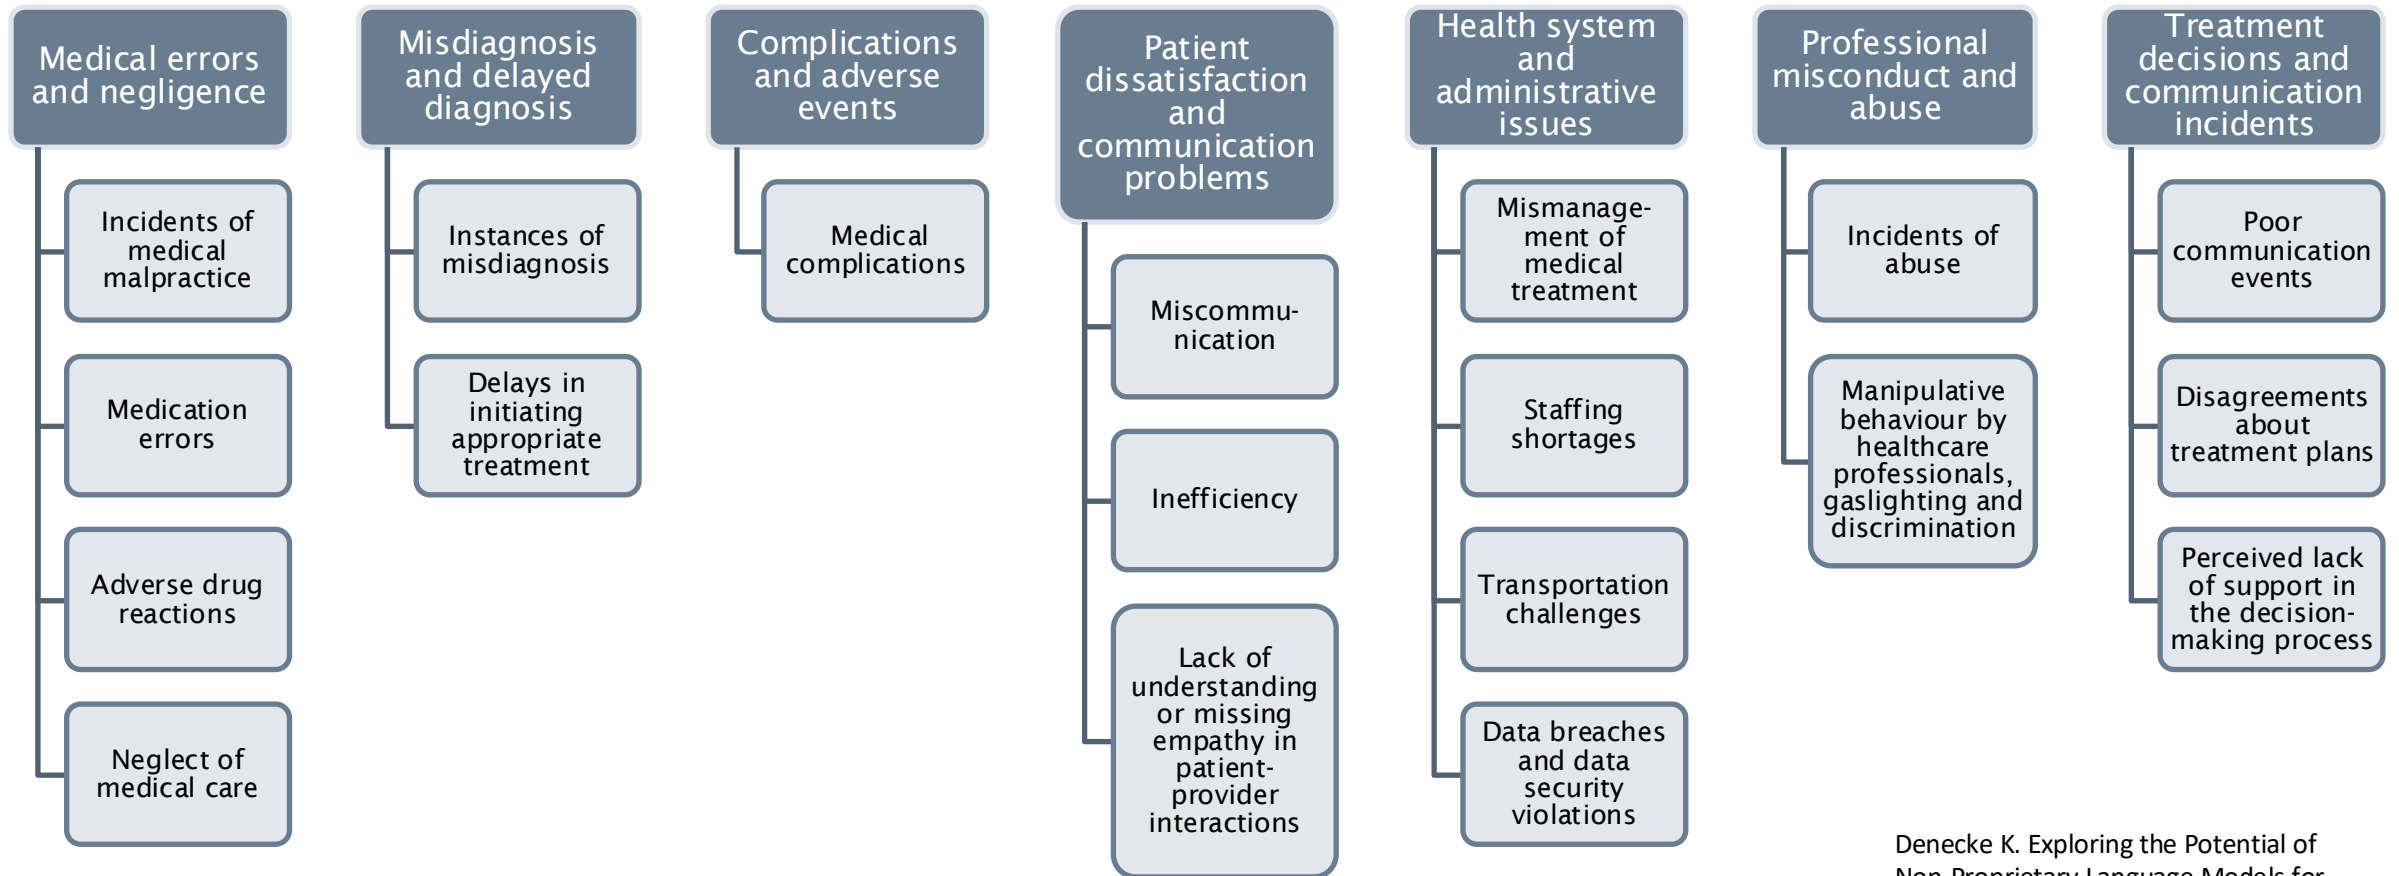 Medical errors
and negligence
Incidents of
medical
malpractice
Medication
errors
Adverse drug
reactions
Neglect of
medical care
Misdiagnosis
and delayed
diagnosis
Instances of
misdiagnosis
Delays in
initiating
appropriate
treatment
Complications
and adverse
events
Medical
complications
Patient
dissatisfaction
and
communication
problems
Miscommu-
nication
Inefficiency
Lack of
understanding
or missing
empathy in
patient-
provider
interactions
Health system
and
administrative
issues
Mismanage-
ment of
medical
treatment
Staffing
shortages
Transportation
challenges
Data breaches
and data
security
violations
Professional
misconduct and
abuse
Incidents of
abuse
Manipulative
behaviour by
healthcare
professionals,
gaslighting and
discrimination
Treatment
decisions and
communication
incidents
Poor
communication
events
Disagreements
about
treatment plans
Perceived lack
of support in
the decision-
making process
Denecke K. Exploring the Potential of
Non-Proprietary Language Models for